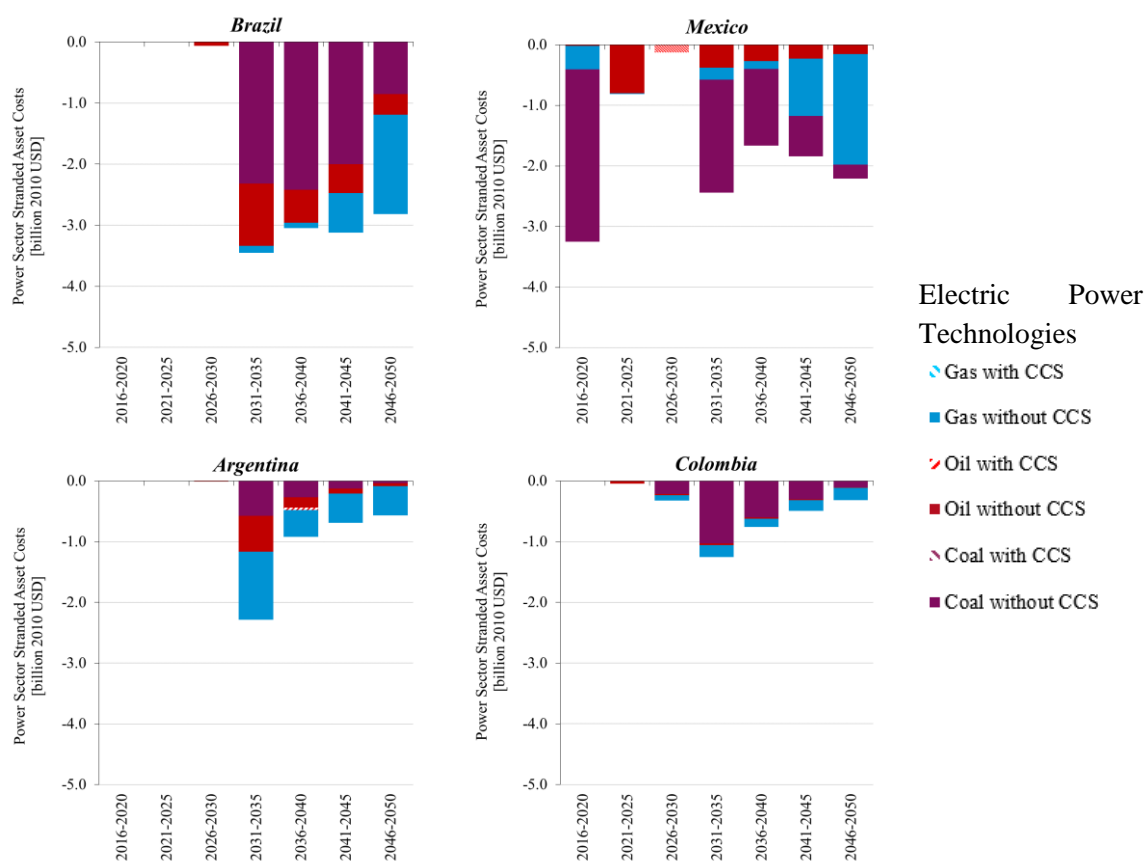 Brazil
Power Sector Stranded Asset Costs
[billion 2010 USD]
0.0
-1.0
-2.0
-3.0
-4.0
-5.0
2016-2020
2021-2025
2026-2030
2031-2035
2036-2040
2041-2045
2046-2050
Mexico
Power Sector Stranded Asset Costs
[billion 2010 USD]
0.0
-1.0
-2.0
-3.0
-4.0
-5.0
2016-2020
2021-2025
2026-2030
2031-2035
2036-2040
2041-2045
2046-2050
Argentina
Power Sector Stranded Asset Costs
[billion 2010 USD]
0.0
-1.0
-2.0
-3.0
-4.0
-5.0
2016-2020
2021-2025
2026-2030
2031-2035
2036-2040
2041-2045
2046-2050
Colombia
Power Sector Stranded Asset Costs
[billion 2010 USD]
0.0
-1.0
-2.0
-3.0
-4.0
-5.0
2016-2020
2021-2025
2026-2030
2031-2035
2036-2040
2041-2045
2046-2050
Electric Power
Technologies
Gas with CCS
Gas without CCS
Oil with CCS
Oil without CCS
Coal with CCS
Coal without CCS